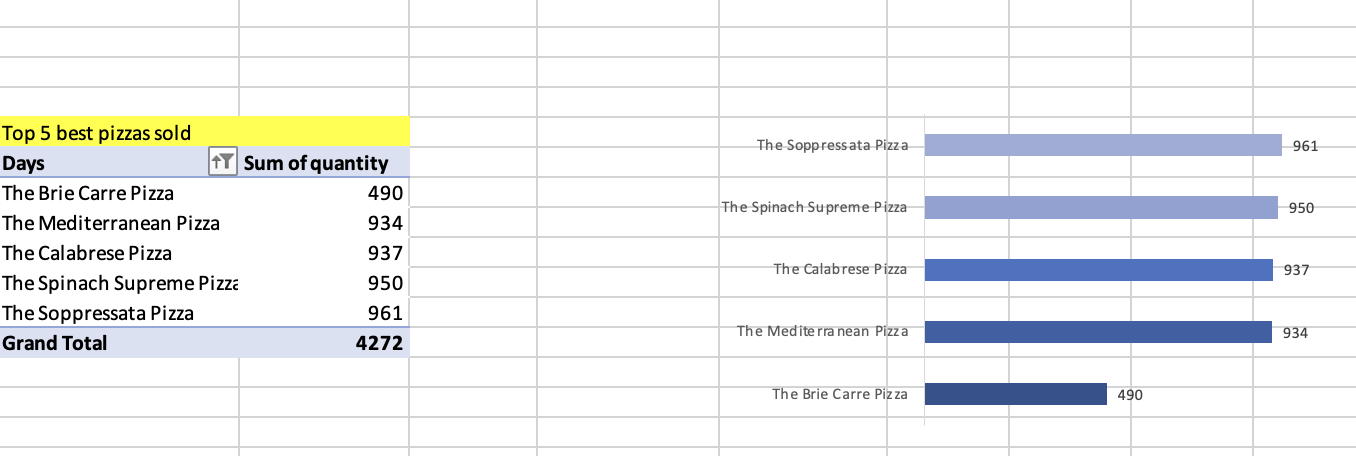 Top 5 best pizzas sold
Days Sum of quantity
The Brie Carre Pizza 490
The Mediterranean Pizza 934
The Calabrese Pizza 937
The Spinach Supreme Pizza 950
The Soppressata Pizza 961
Grand Total 4272
The Soppressata Pizza 961
The Spinach Supreme Pizza 950
The Calabrese Pizza 937
The Mediterranean Pizza 934
The Brie Carre Pizza 490